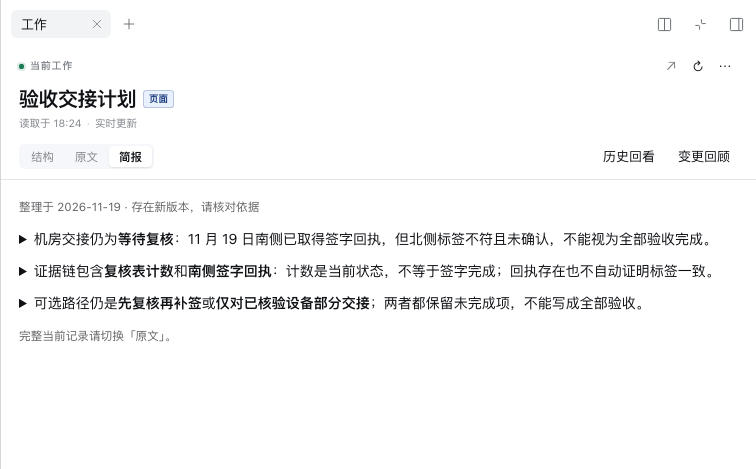 工作
当前工作
验收交接计划 页面
读取于 18:24 · 实时更新
结构 原文 简报 历史回看 变更回顾
整理于 2026-11-19 · 存在新版本，请核对依据
机房交接仍为等待复核：11 月 19 日南侧已取得签字回执，但北侧标签不符且未确认，不能视为全部验收完成。
证据链包含复核表计数和南侧签字回执：计数是当前状态，不等于签字完成；回执存在也不自动证明标签一致。
可选路径仍是先复核再补签或仅对已核验设备部分交接；两者都保留未完成项，不能写成全部验收。
完整当前记录请切换「原文」。